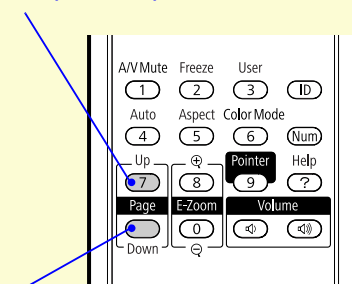 A/V Mute Freeze User
1 2 3 ID
Auto Aspect Color Mode
4 5 6 Num
Up Pointer Help
7 8 9 ?
Page E-Zoom Volume
0
Down